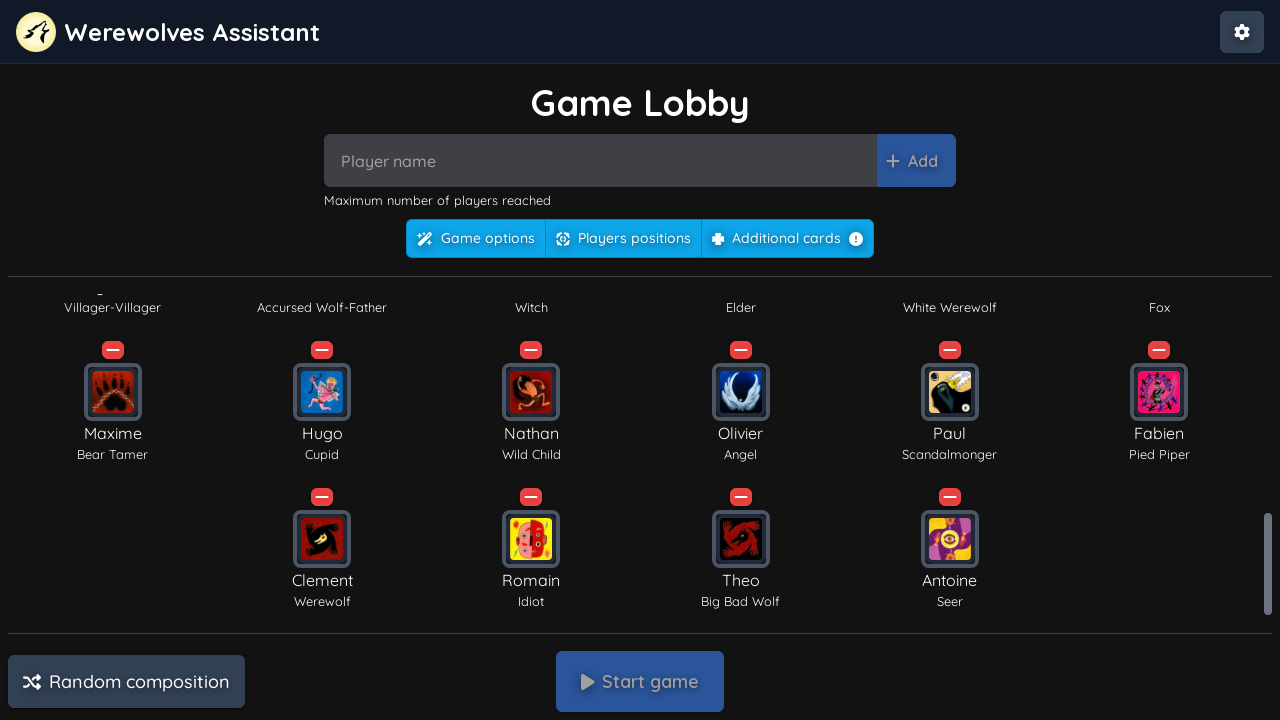 Werewolves Assistant
Game Lobby
Player name
Add
Maximum number of players reached
Game options
Players positions
Additional cards
Villager-Villager
Accursed Wolf-Father
Witch
Elder
White Werewolf
Fox
Maxime
Hugo
Nathan
Olivier
Paul
Fabien
Bear Tamer
Cupid
Wild Child
Angel
Scandalmonger
Pied Piper
Clement
Romain
Theo
Antoine
Werewolf
Idiot
Big Bad Wolf
Seer
Random composition
Start game